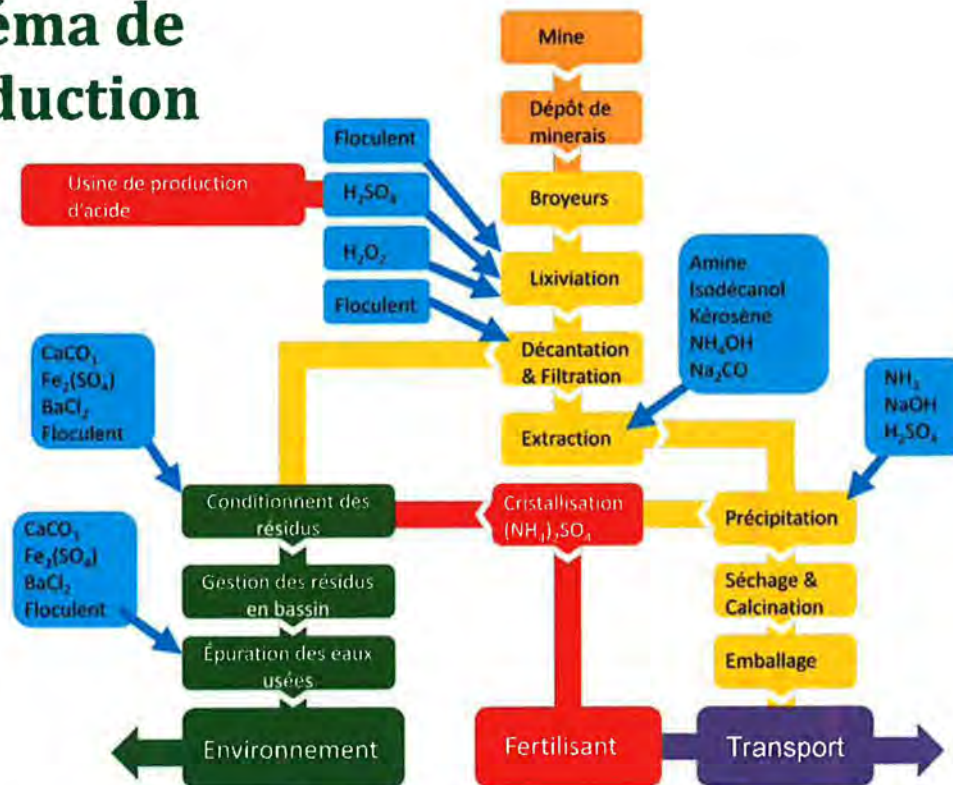 éma de
duction
Mine
Dépôt de
minerais
Floculent
Usine de production
d'acide
H₂SO₄
Broyeurs
H₂O₂
Lixiviation
Amine
Isodécanol
Kérosène
NH₄OH
Na₂CO
Floculent
Décantation
& Filtration
CaCO₃
Fe₂(SO₄)
BaCl₂
Floculent
NH₃
NaOH
H₂SO₄
Extraction
Conditionnent des
résidus
Cristallisation
(NH₄)₂SO₄
Précipitation
CaCO₃
Fe₂(SO₄)
BaCl₂
Floculent
Gestion des résidus
en bassin
Séchage &
Calcination
Épuration des eaux
usées
Emballage
Environnement
Fertilisant
Transport